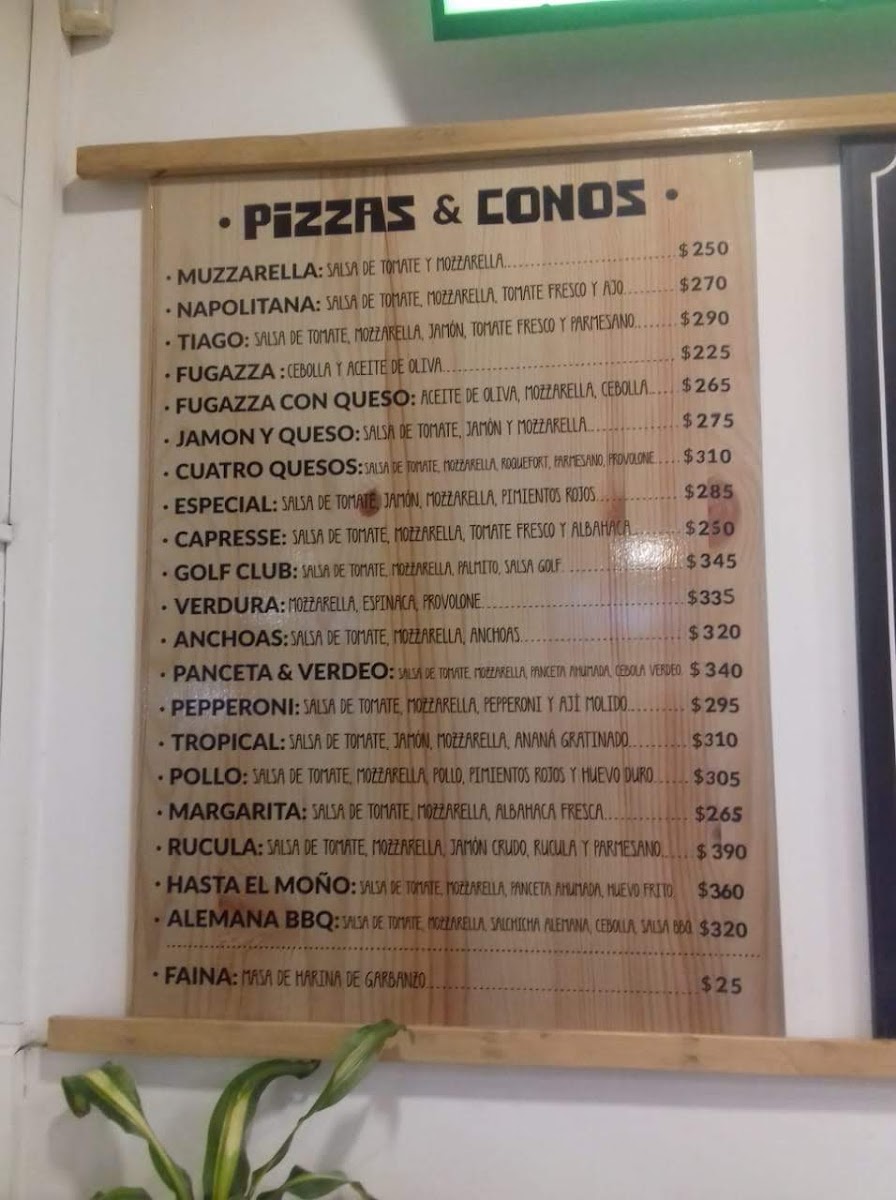 • PIZZAS & CONOS •
• MUZZARELLA: SALSA DE TOMATE Y MOZZARELLA........ $250
• NAPOLITANA: SALSA DE TOMATE, MOZZARELLA, TOMATE FRESCO Y AJO........ $270
• TIAGO: SALSA DE TOMATE, MOZZARELLA, JAMÓN, TOMATE FRESCO Y PARMESANO........ $290
• FUGAZZA : CEBOLLA Y ACEITE DE OLIVA........ $225
• FUGAZZA CON QUESO: ACEITE DE OLIVA, MOZZARELLA, CEBOLLA..... $265
• JAMON Y QUESO: SALSA DE TOMATE, JAMÓN Y MOZZARELLA........ $275
• CUATRO QUESOS: SALSA DE TOMATE, MOZZARELLA, ROQUEFORT, PARMESANO, PROVOLONE..... $310
• ESPECIAL: SALSA DE TOMATE, JAMÓN, MOZZARELLA, PIMIENTOS ROJOS........ $285
• CAPRESSE: SALSA DE TOMATE, MOZZARELLA, TOMATE FRESCO Y ALBAHACA........ $250
• GOLF CLUB: SALSA DE TOMATE, MOZZARELLA, PALMITO, SALSA GOLF. ........ $345
• VERDURA: MOZZARELLA, ESPINACA, PROVOLONE........ $335
• ANCHOAS: SALSA DE TOMATE, MOZZARELLA, ANCHOAS........ $320
• PANCETA & VERDEO: SALSA DE TOMATE, MOZZARELLA, PANCETA AHUMADA, CEBOLA VERDEO. $340
• PEPPERONI: SALSA DE TOMATE, MOZZARELLA, PEPPERONI Y AJÍ MOLIDO........ $295
• TROPICAL: SALSA DE TOMATE, JAMÓN, MOZZARELLA, ANANÁ GRATINADO........ $310
• POLLO: SALSA DE TOMATE, MOZZARELLA, POLLO, PIMIENTOS ROJOS Y HUEVO DURO...... $305
• MARGARITA: SALSA DE TOMATE, MOZZARELLA, ALBAHACA FRESCA........ $265
• RUCULA: SALSA DE TOMATE, MOZZARELLA, JAMÓN CRUDO, RUCULA Y PARMESANO..... $390
• HASTA EL MOÑO: SALSA DE TOMATE, MOZZARELLA, PANCETA AHUMADA, HUEVO FRITO. $360
• ALEMANA BBQ: SALSA DE TOMATE, MOZZARELLA, SALCHICHA ALEMANA, CEBOLLA, SALSA BBQ. $320
• FAINA: MASA DE HARINA DE GARBANZO........ $25